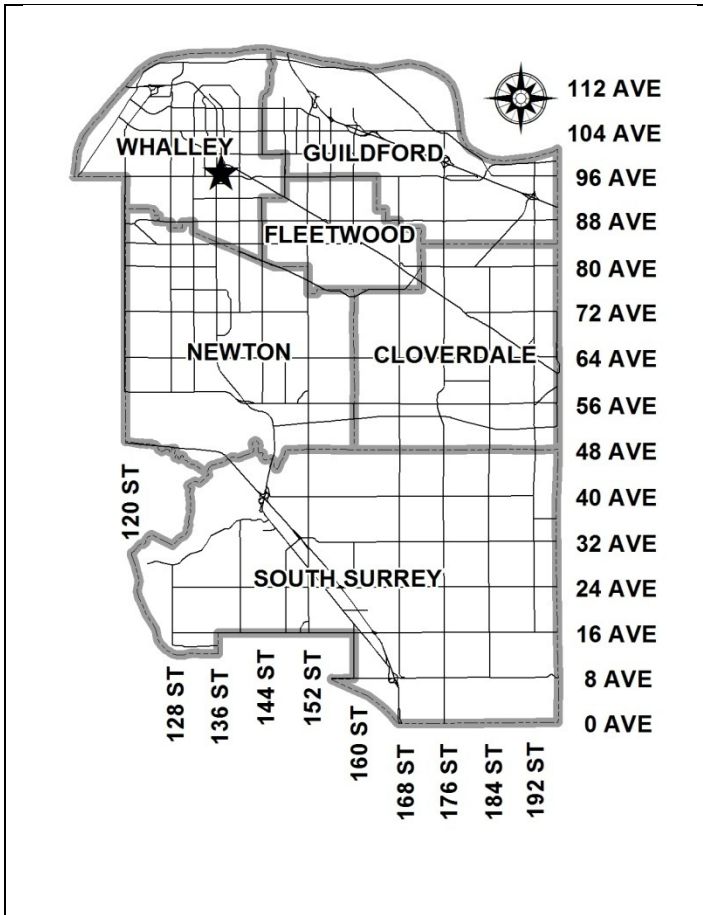 112 AVE
104 AVE
WHALLEY
GUILDFORD
96 AVE
88 AVE
FLEETWOOD
80 AVE
72 AVE
NEWTON
CLOVERDALE
64 AVE
56 AVE
48 AVE
120 ST
40 AVE
32 AVE
SOUTH SURREY
24 AVE
16 AVE
8 AVE
0 AVE
128 ST
136 ST
144 ST
152 ST
160 ST
168 ST
176 ST
184 ST
192 ST